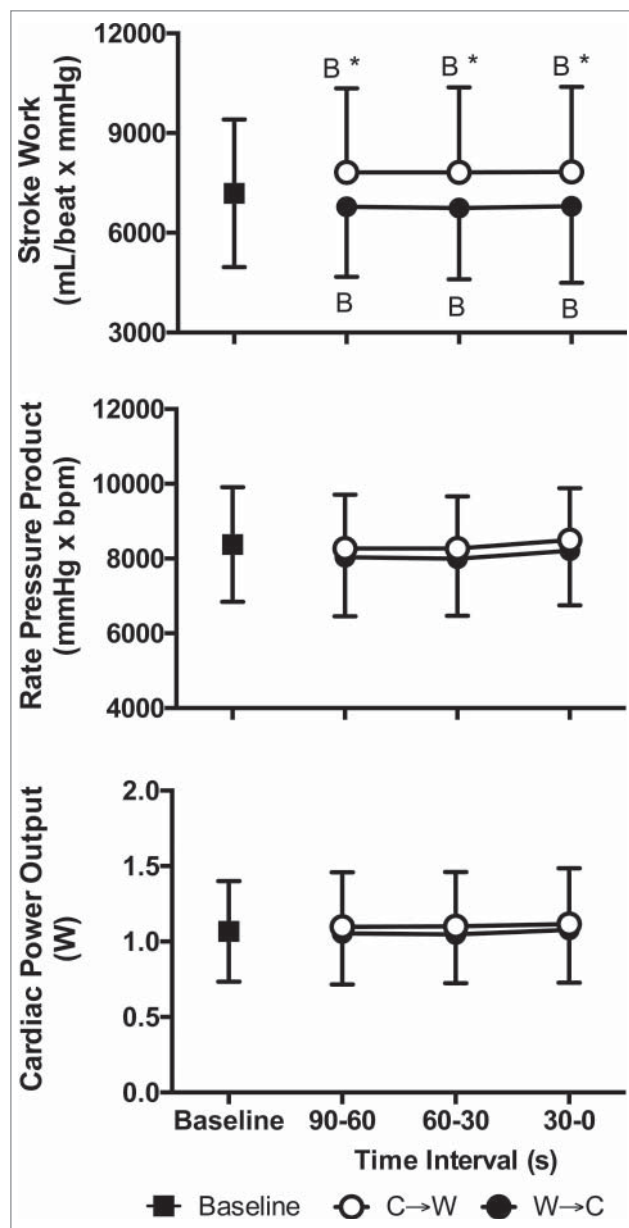 Stroke Work
(mL/beat x mmHg)
12000
9000
6000
3000
B * B * B *
B B B
Rate Pressure Product
(mmHg x bpm)
12000
10000
8000
6000
4000
Cardiac Power Output
(W)
2.0
1.5
1.0
0.5
0.0
Baseline 90-60 60-30 30-0
Time Interval (s)
Baseline C→W W→C